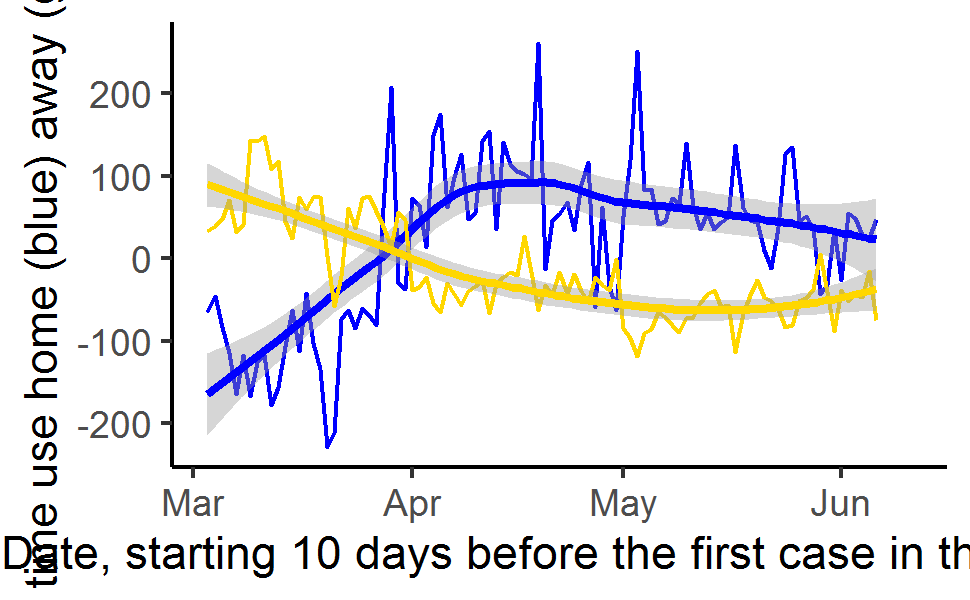 time use home (blue) away (g
200
100
0
-100
-200
Mar Apr May Jun
Date, starting 10 days before the first case in th